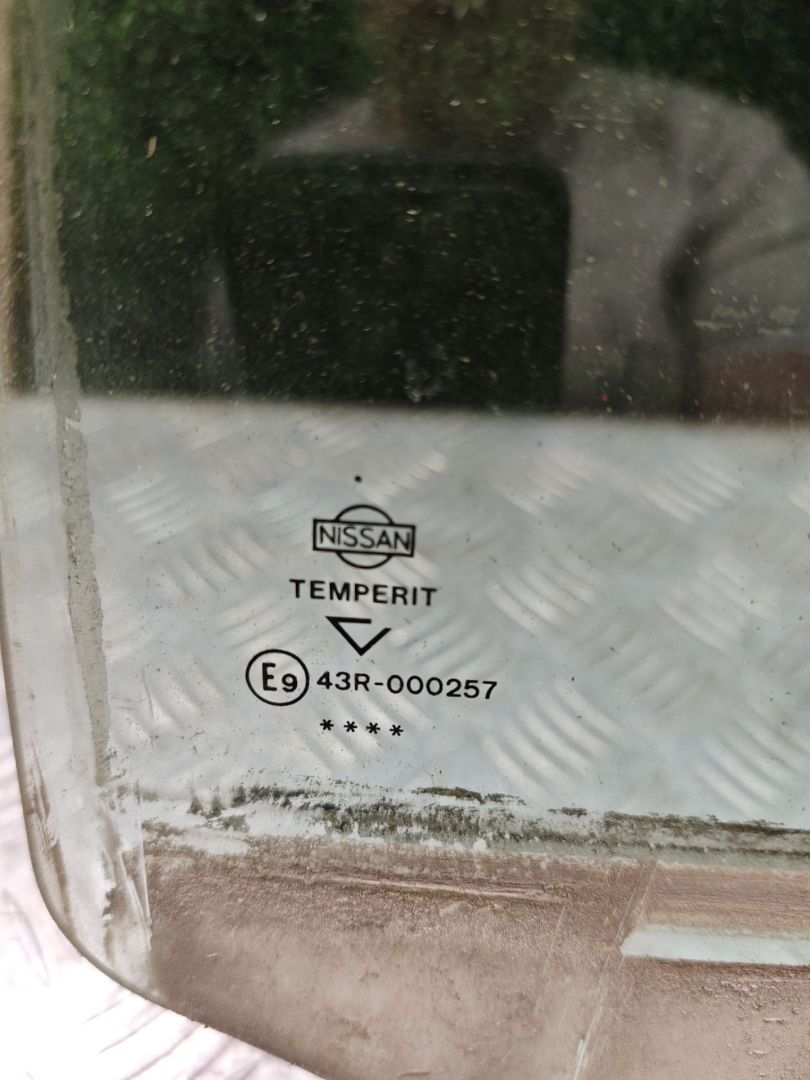 NISSAN
TEMPERIT
E9 43R-000257
****